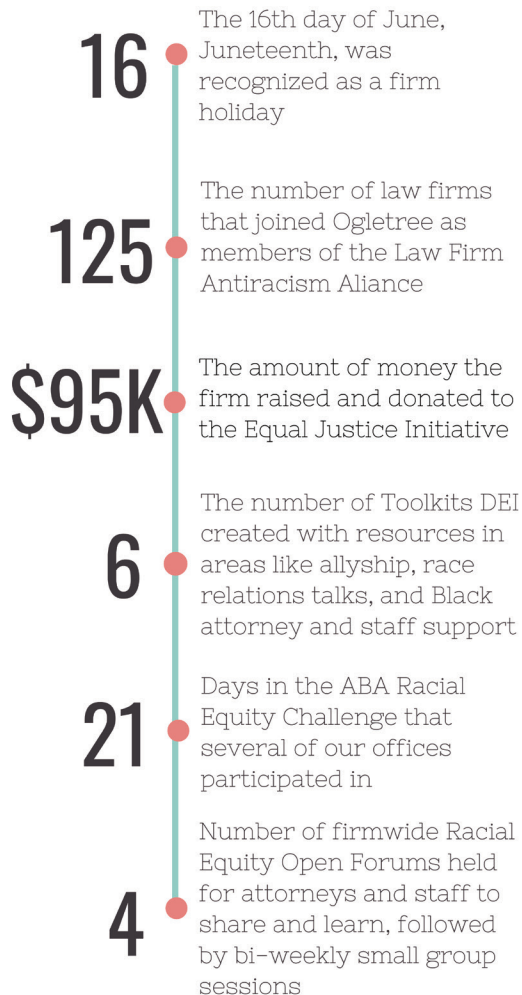 16
The 16th day of June,
Juneteenth, was
recognized as a firm
holiday
125
The number of law firms
that joined Ogletree as
members of the Law Firm
Antiracism Aliance
$95K
The amount of money the
firm raised and donated to
the Equal Justice Initiative
6
The number of Toolkits DEI
created with resources in
areas like allyship, race
relations talks, and Black
attorney and staff support
21
Days in the ABA Racial
Equity Challenge that
several of our offices
participated in
4
Number of firmwide Racial
Equity Open Forums held
for attorneys and staff to
share and learn, followed
by bi-weekly small group
sessions